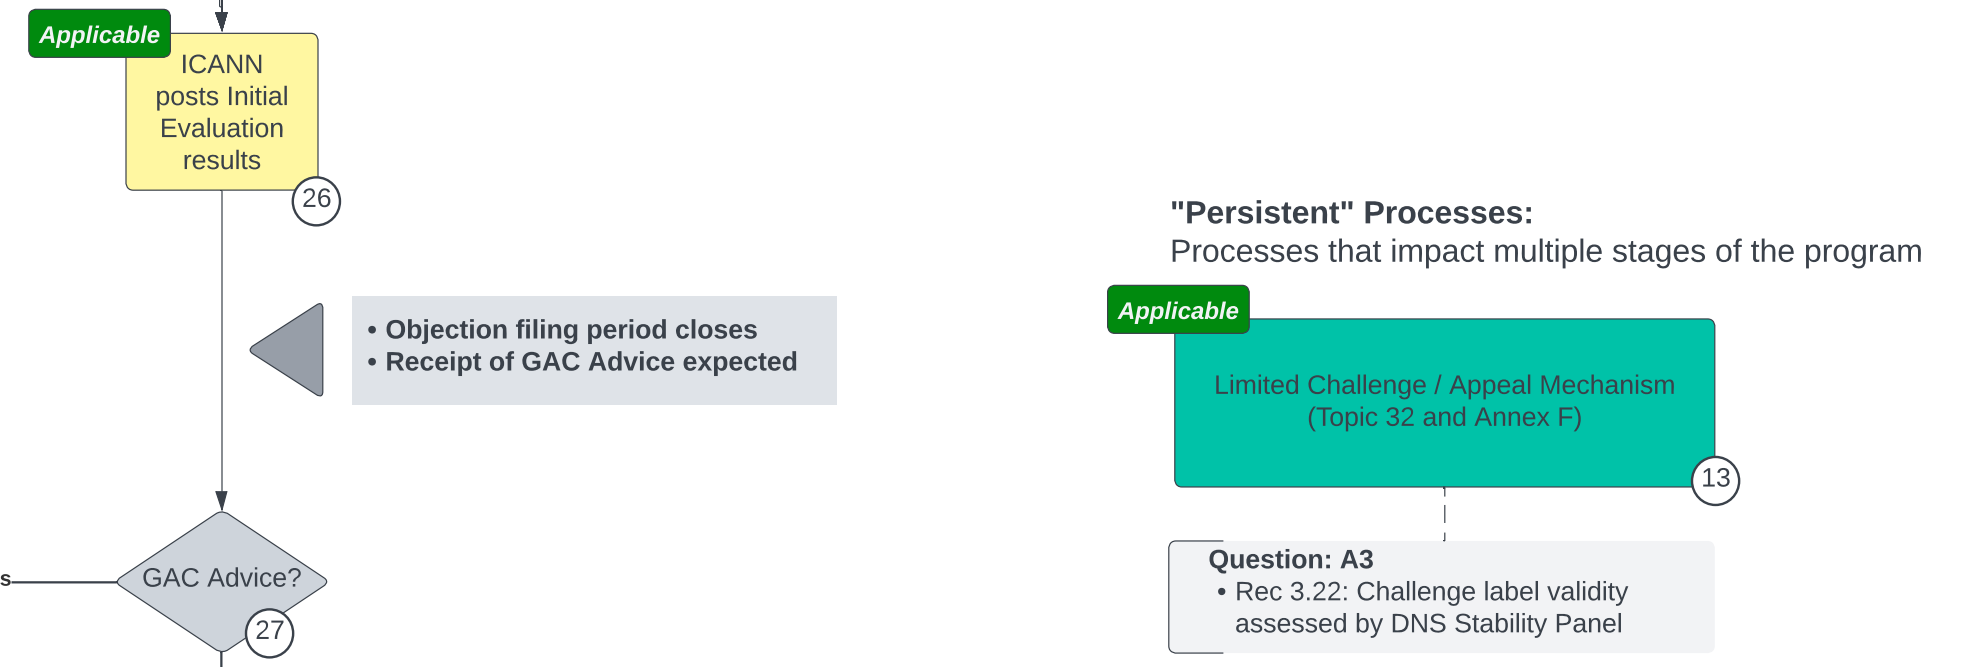 Applicable
ICANN
posts Initial
Evaluation
results
26
• Objection filing period closes
• Receipt of GAC Advice expected
s
GAC Advice?
27
"Persistent" Processes:
Processes that impact multiple stages of the program
Applicable
Limited Challenge / Appeal Mechanism
(Topic 32 and Annex F)
13
Question: A3
• Rec 3.22: Challenge label validity
assessed by DNS Stability Panel